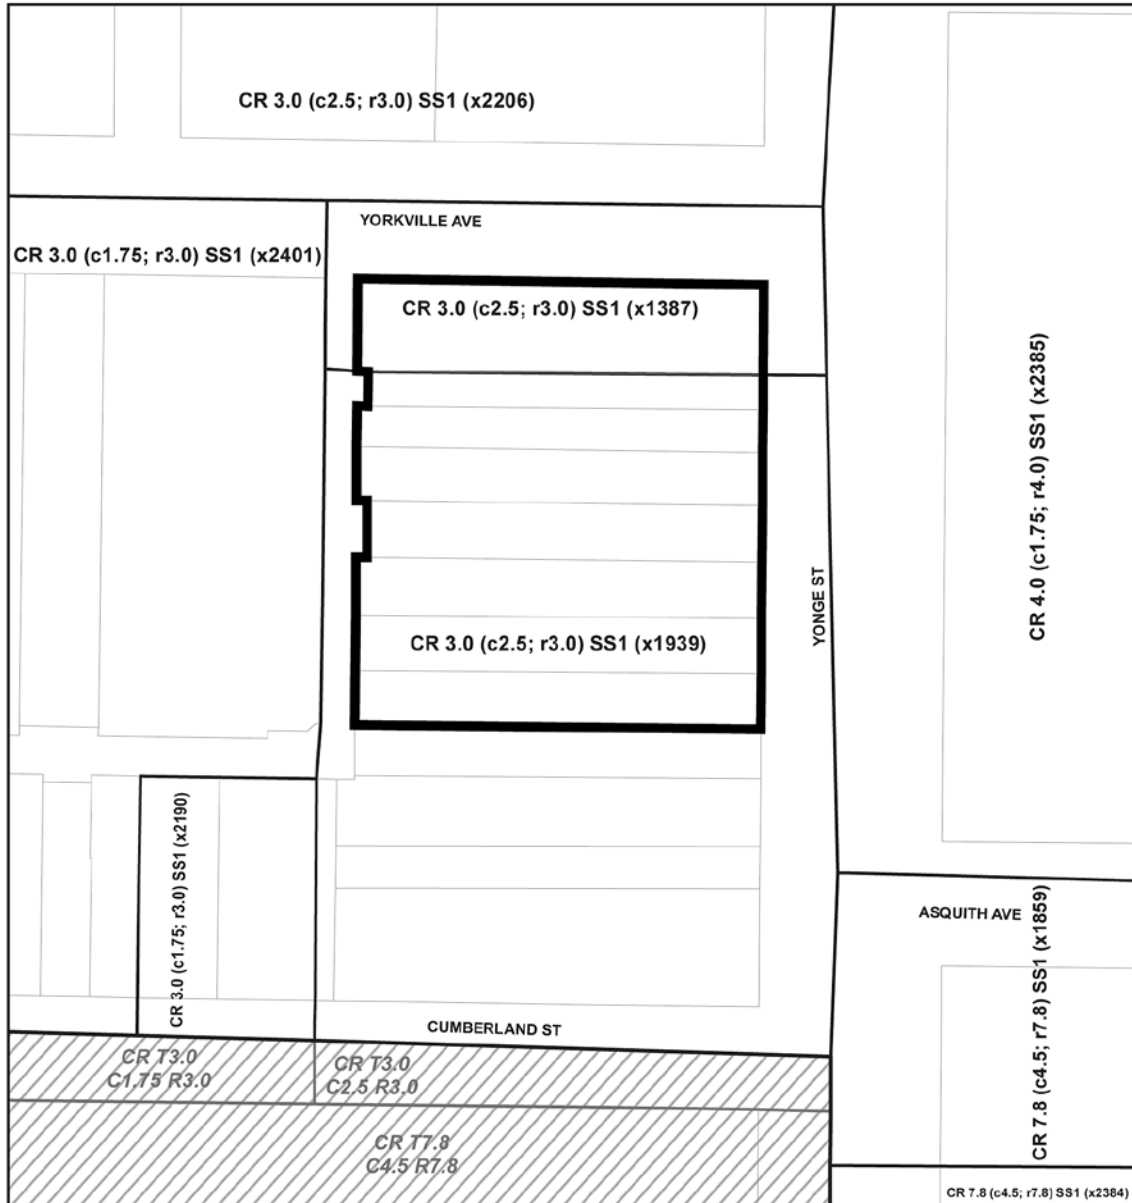 CR 3.0 (c2.5; r3.0) SS1 (x2206)
YORKVILLE AVE
CR 3.0 (c1.75; r3.0) SS1 (x2401)
CR 3.0 (c2.5; r3.0) SS1 (x1387)
CR 4.0 (c1.75; r4.0) SS1 (x2385)
YONGE ST
CR 3.0 (c2.5; r3.0) SS1 (x1939)
CR 3.0 (c1.75; r3.0) SS1 (x2190)
ASQUITH AVE
CR 7.8 (c4.5; r7.8) SS1 (x1859)
CUMBERLAND ST
CR T3.0
C1.75 R3.0
CR T3.0
C2.5 R3.0
CR T7.8
C4.5 R7.8
CR 7.8 (c4.5; r7.8) SS1 (x2384)